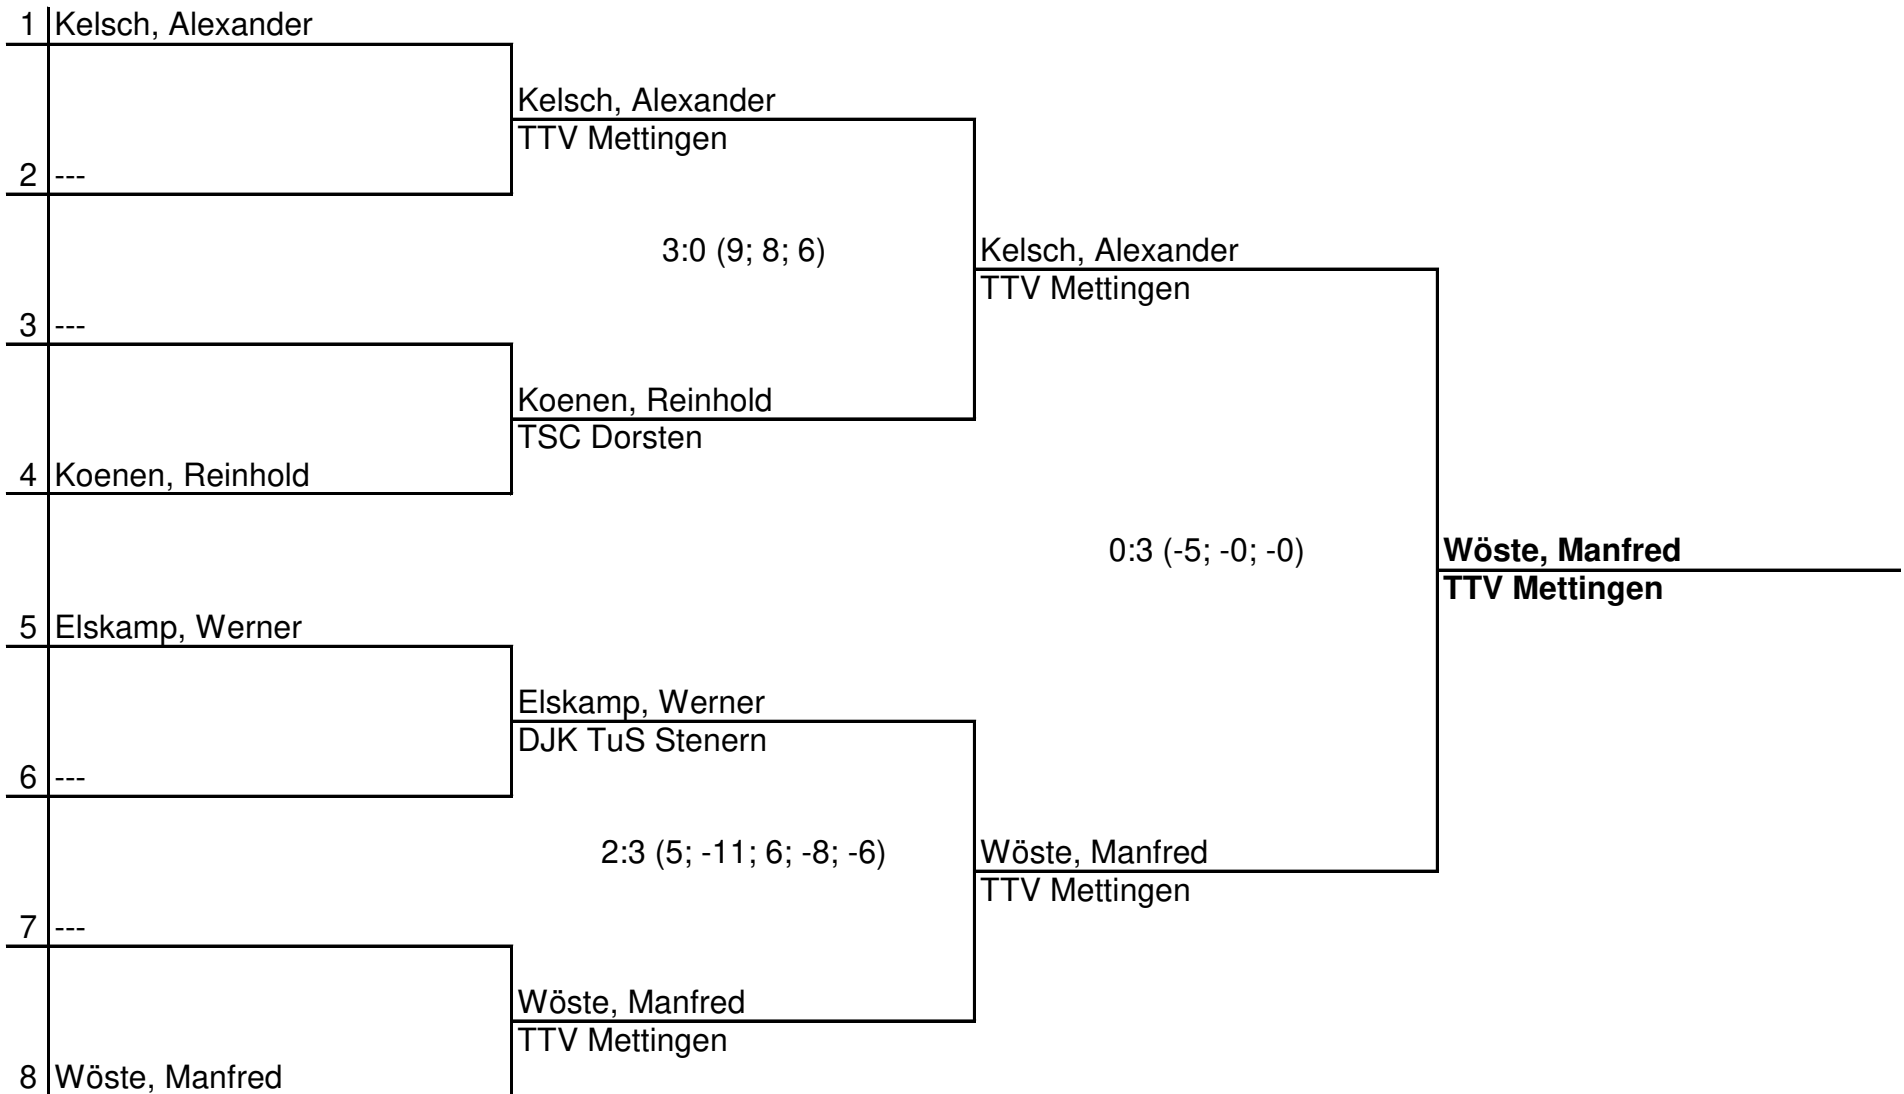 1 Kelsch, Alexander
Kelsch, Alexander
TTV Mettingen
2 ---
3:0 (9; 8; 6)
Kelsch, Alexander
TTV Mettingen
3 ---
Koenen, Reinhold
TSC Dorsten
4 Koenen, Reinhold
0:3 (-5; -0; -0)
Wöste, Manfred
TTV Mettingen
5 Elskamp, Werner
Elskamp, Werner
DJK TuS Stenern
6 ---
2:3 (5; -11; 6; -8; -6)
Wöste, Manfred
TTV Mettingen
7 ---
Wöste, Manfred
TTV Mettingen
8 Wöste, Manfred